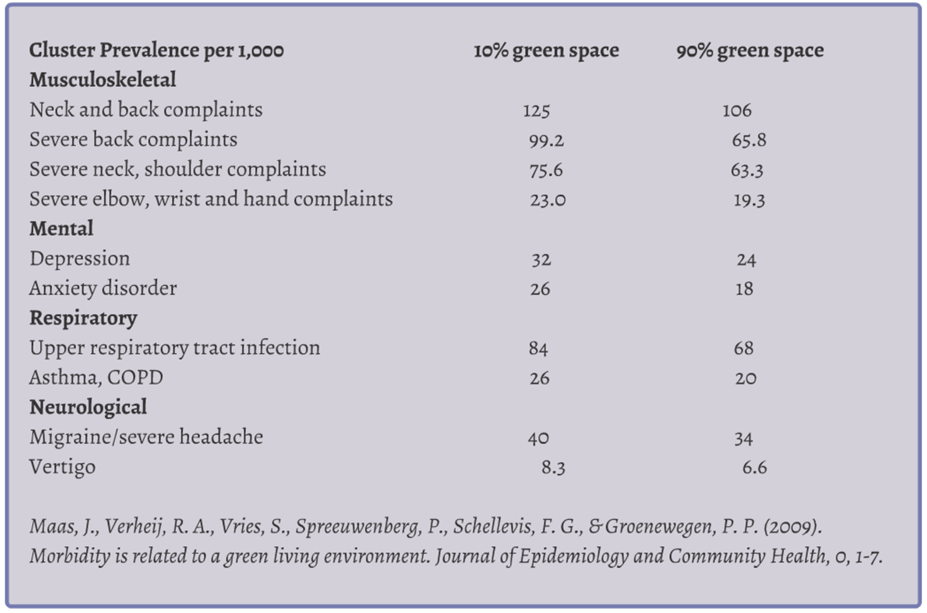 Cluster Prevalence per 1,000 10% green space 90% green space
Musculoskeletal
Neck and back complaints 125 106
Severe back complaints 99.2 65.8
Severe neck, shoulder complaints 75.6 63.3
Severe elbow, wrist and hand complaints 23.0 19.3
Mental
Depression 32 24
Anxiety disorder 26 18
Respiratory
Upper respiratory tract infection 84 68
Asthma, COPD 26 20
Neurological
Migraine/severe headache 40 34
Vertigo 8.3 6.6
Maas, J., Verheij, R. A., Vries, S., Spreeuwenberg, P., Schellevis, F. G., & Groenewegen, P. P. (2009).
Morbidity is related to a green living environment. Journal of Epidemiology and Community Health, 0, 1-7.